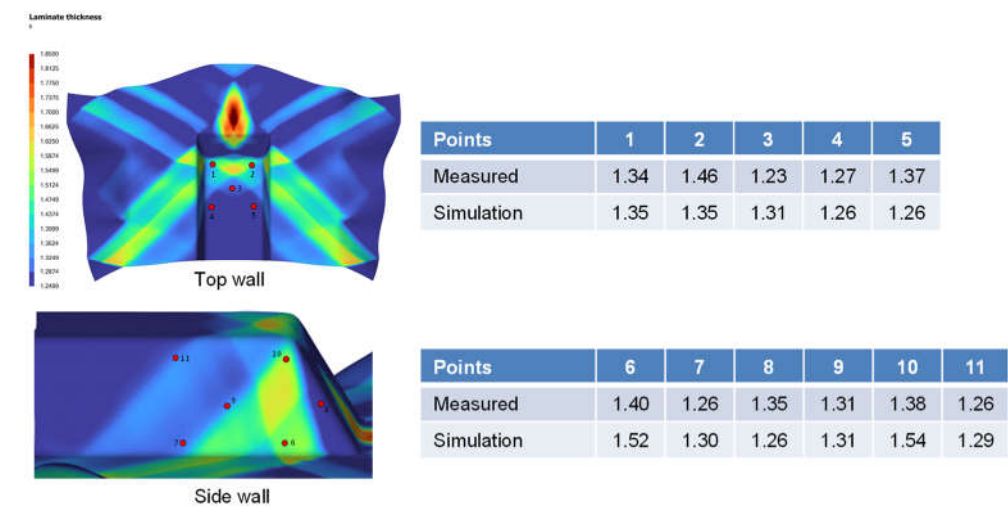 Laminate thickness
1.8500
1.8125
1.7750
1.7375
1.7000
1.6625
1.6250
1.5874
1.5499
1.5124
1.4749
1.4374
1.3999
1.3624
1.3249
1.2874
1.2499
1 2
3
4 5
Top wall
Points 1 2 3 4 5
Measured 1.34 1.46 1.23 1.27 1.37
Simulation 1.35 1.35 1.31 1.26 1.26
11 10
9 8
7 6
Side wall
Points 6 7 8 9 10 11
Measured 1.40 1.26 1.35 1.31 1.38 1.26
Simulation 1.52 1.30 1.26 1.31 1.54 1.29